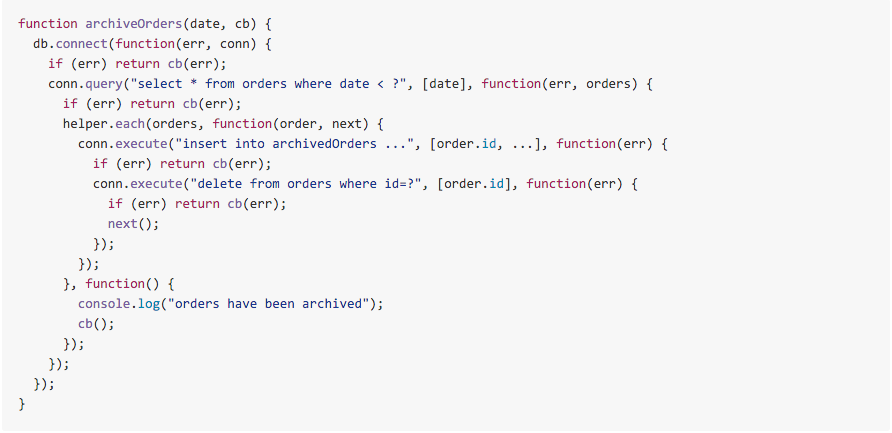 function archiveOrders(date, cb) {
  db.connect(function(err, conn) {
    if (err) return cb(err);
    conn.query("select * from orders where date < ?", [date], function(err, orders) {
      if (err) return cb(err);
      helper.each(orders, function(order, next) {
        conn.execute("insert into archivedOrders ...", [order.id, ...], function(err) {
          if (err) return cb(err);
          conn.execute("delete from orders where id=?", [order.id], function(err) {
            if (err) return cb(err);
            next();
          });
        });
      }, function() {
        console.log("orders have been archived");
        cb();
      });
    });
  });
}